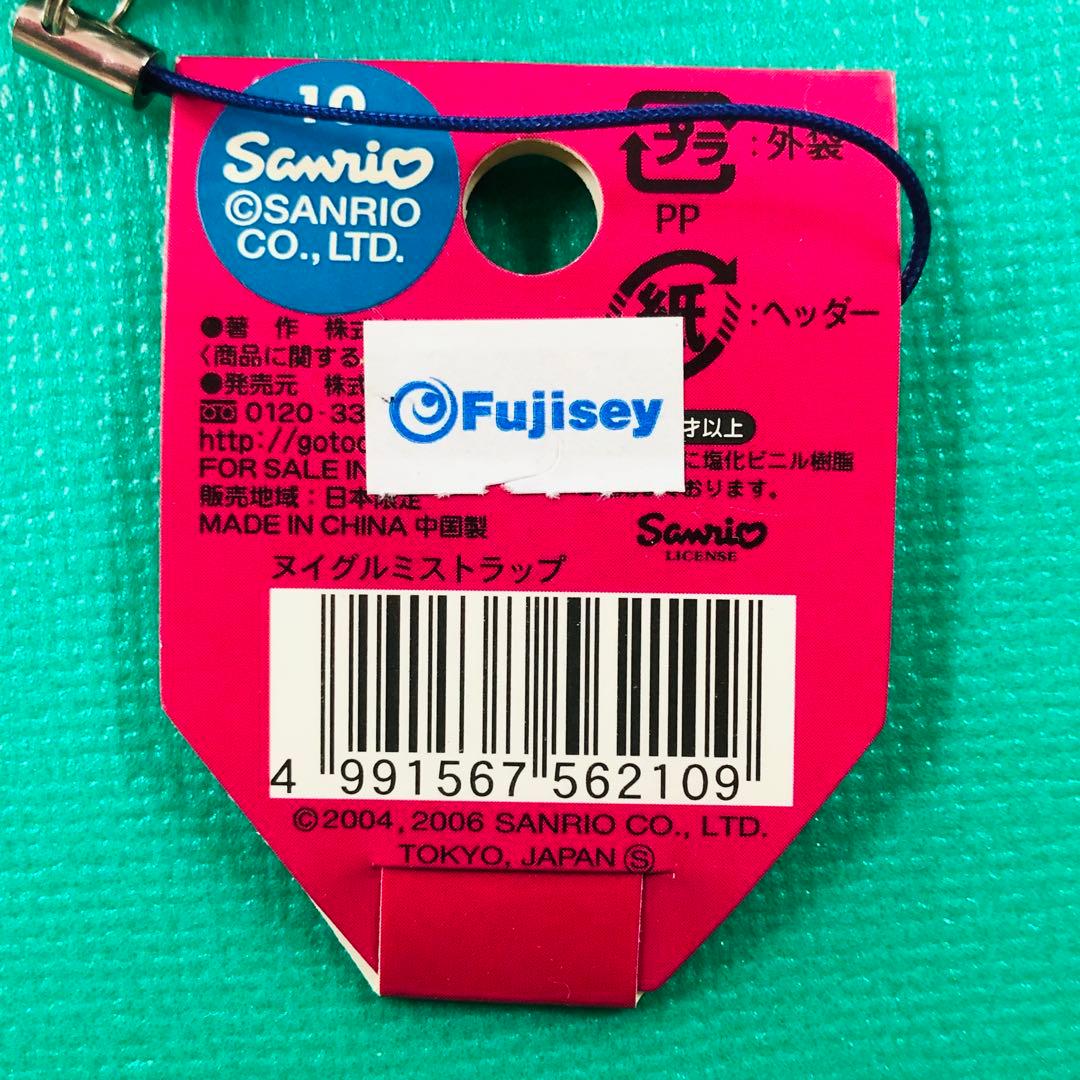 10
Sanrio
©SANRIO
CO., LTD.
プラ
:外袋
PP
紙
:ヘッダー
●著 作 株式
〈商品に関する
●発売元 株式
0120-33
http://gotoc
FOR SALE IN
販売地域：日本限定
MADE IN CHINA 中国製
Fujisey
才以上
に塩化ビニル樹脂
おります。
Sanrio
LICENSE
ヌイグルミストラップ
4 991567 562109
©2004, 2006 SANRIO CO., LTD.
TOKYO, JAPAN Ⓢ